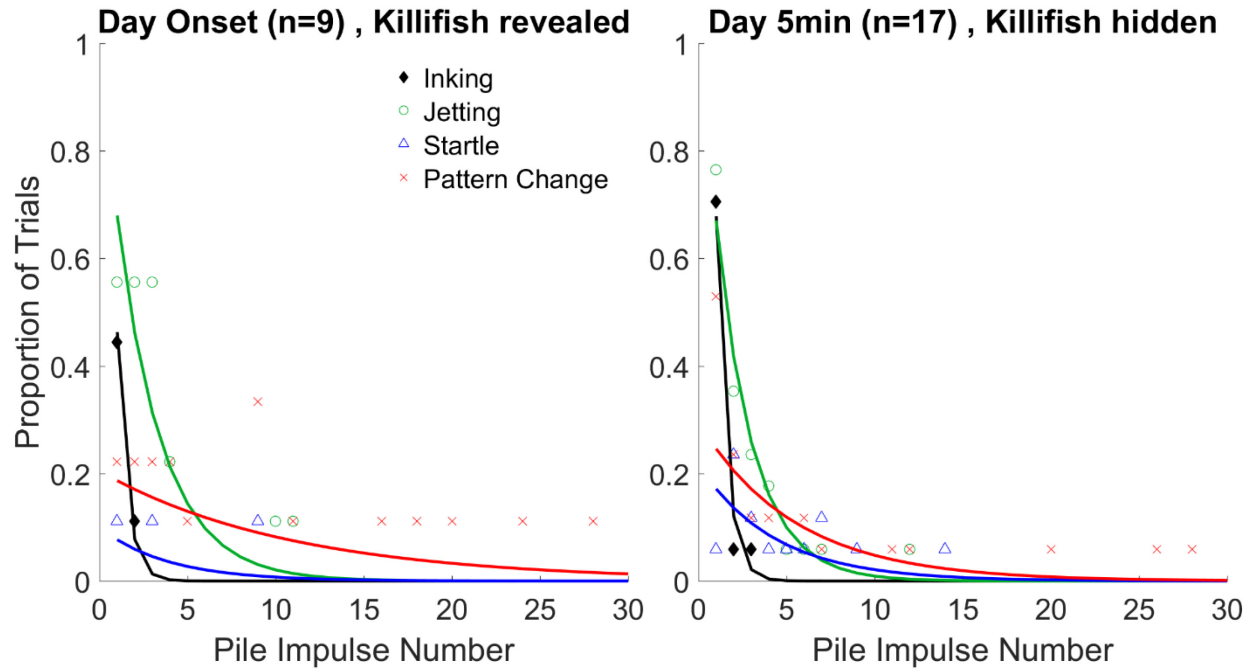 Day Onset (n=9) , Killifish revealed
1
0.8
0.6
0.4
0.2
0
Proportion of Trials
Inking
Jetting
Startle
Pattern Change
0 5 10 15 20 25 30
Pile Impulse Number
Day 5min (n=17) , Killifish hidden
1
0.8
0.6
0.4
0.2
0
0 5 10 15 20 25 30
Pile Impulse Number